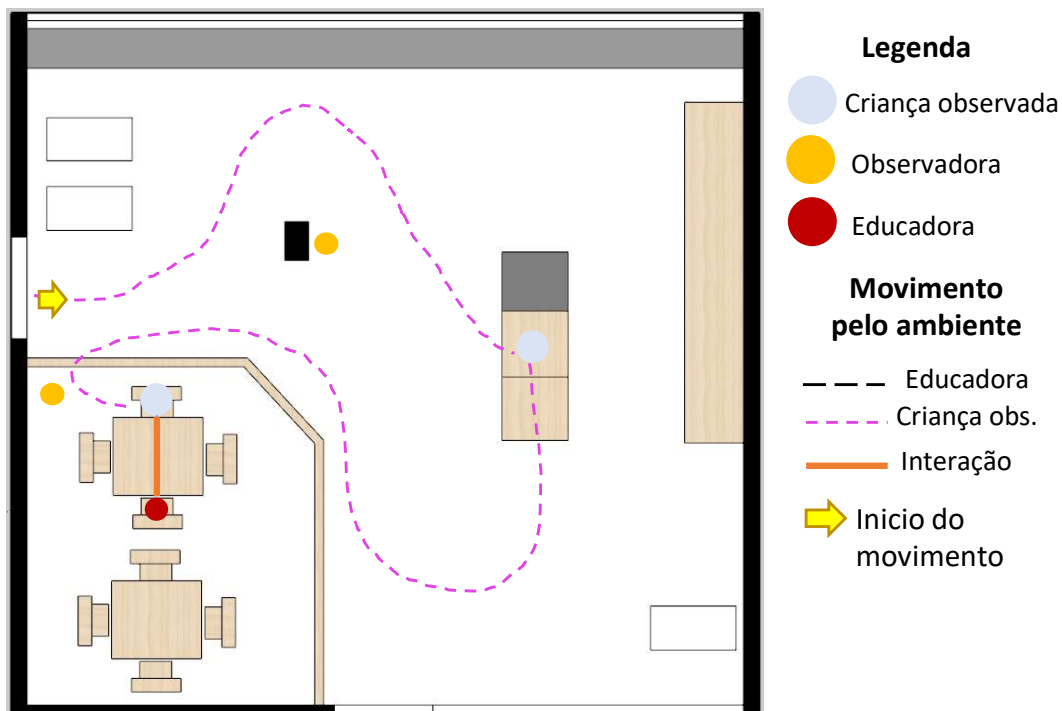 Legenda
Criança observada
Observadora
Educadora
Movimento
pelo ambiente
Educadora
Criança obs.
Interação
Inicio do
movimento